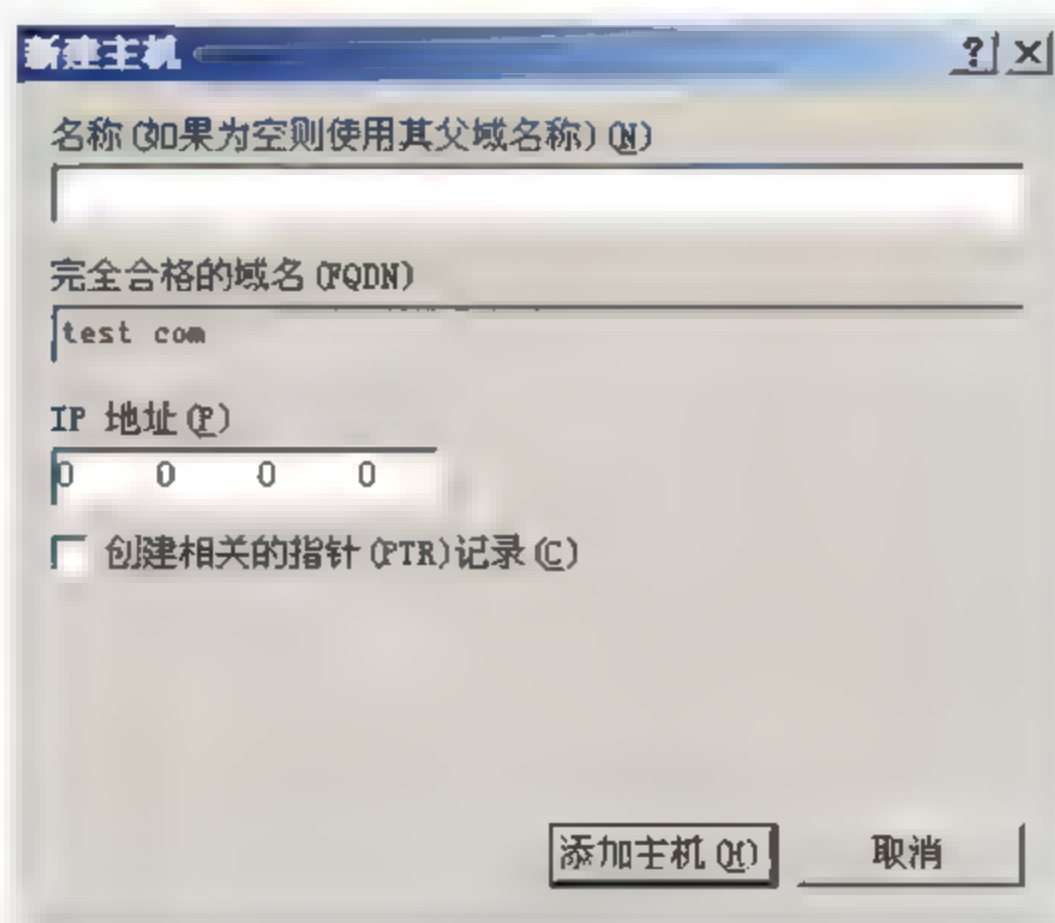 新建主机
名称(如果为空则使用其父域名称)(N)
完全合格的域名(FQDN)
test com
IP 地址(P)
0 0 0 0
创建相关的指针(PTR)记录(C)
添加主机(H) 取消